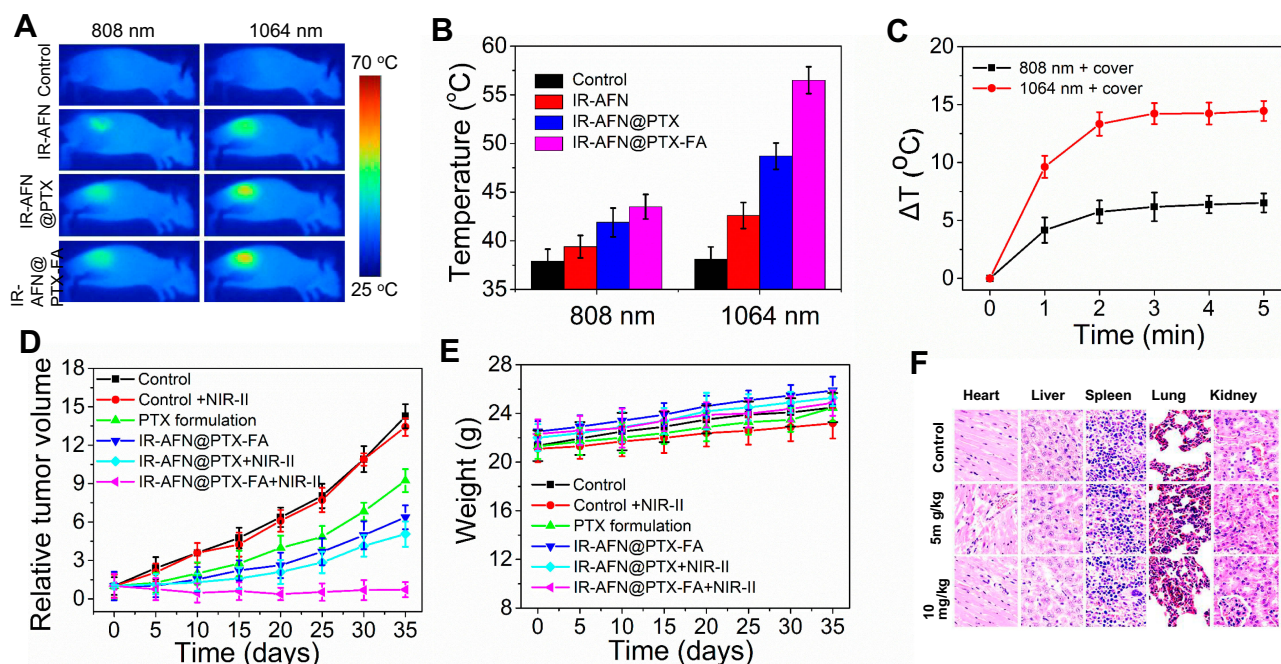 A
808 nm
1064 nm
Control
IR-AFN
IR-AFN
@PTX
IR-
AFN@
PTX-FA
70 °C
25 °C
B
Temperature (°C)
60
55
50
45
40
35
Control
IR-AFN
IR-AFN@PTX
IR-AFN@PTX-FA
808 nm
1064 nm
C
ΔT (°C)
20
15
10
5
0
808 nm + cover
1064 nm + cover
0 1 2 3 4 5
Time (min)
D
Relative tumor volume
18
15
12
9
6
3
0
Control
Control +NIR-II
PTX formulation
IR-AFN@PTX-FA
IR-AFN@PTX+NIR-II
IR-AFN@PTX-FA+NIR-II
0 5 10 15 20 25 30 35
Time (days)
E
Weight (g)
28
24
20
16
12
8
Control
Control +NIR-II
PTX formulation
IR-AFN@PTX-FA
IR-AFN@PTX+NIR-II
IR-AFN@PTX-FA+NIR-II
0 5 10 15 20 25 30 35
Time (days)
F
Heart Liver Spleen Lung Kidney
Control
5m g/kg
10
mg/kg